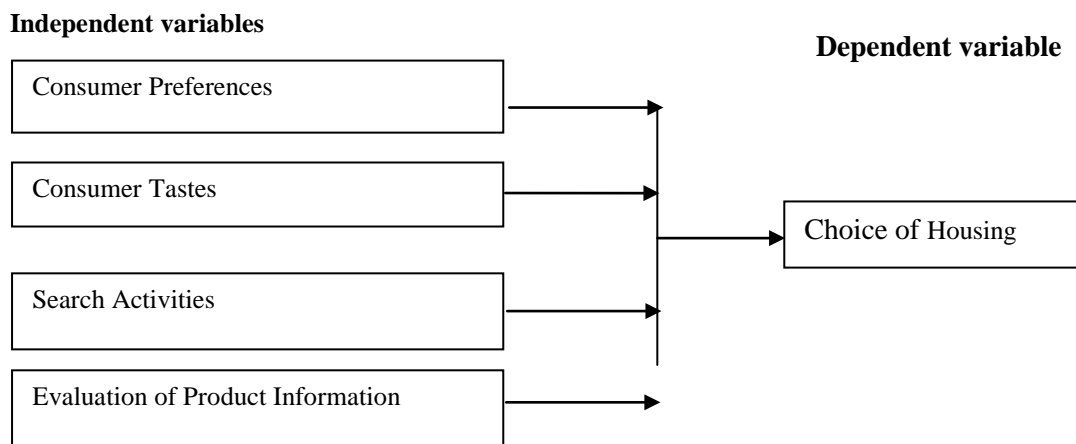 Independent variables
Dependent variable
Consumer Preferences
Consumer Tastes
Choice of Housing
Search Activities
Evaluation of Product Information